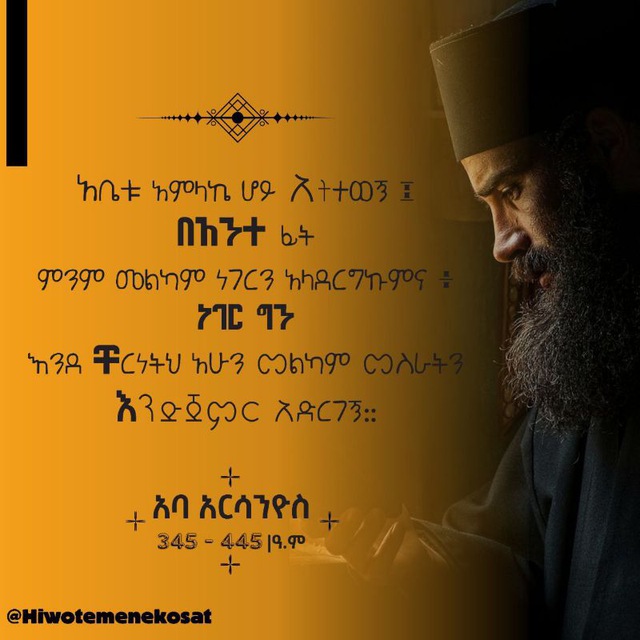 አቤቱ አምላኬ ሆይ አትተወኝ ፤
በአንተ ፊት
ምንም መልካም ነገርን አላደርግኩምና ፤
ነገር ግን
እንደ ቸርነትህ አሁን መልካም መስራትን
እንድጀምር አድርገኝ።
አባ አርሳንዮስ
345 - 445|ዓ.ም
@Hiwotemenekosat